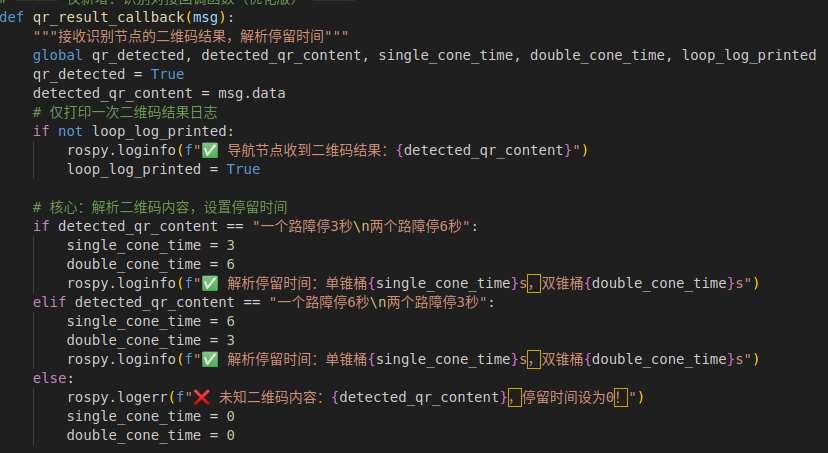 def qr_result_callback(msg):
    """接收识别节点的二维码结果，解析停留时间"""
    global qr_detected, detected_qr_content, single_cone_time, double_cone_time, loop_log_printed
    qr_detected = True
    detected_qr_content = msg.data
    # 仅打印一次二维码结果日志
    if not loop_log_printed:
        rospy.loginfo(f"✅ 导航节点收到二维码结果：{detected_qr_content}")
        loop_log_printed = True

    # 核心：解析二维码内容，设置停留时间
    if detected_qr_content == "一个路障停3秒\n两个路障停6秒":
        single_cone_time = 3
        double_cone_time = 6
        rospy.loginfo(f"✅ 解析停留时间：单锥桶{single_cone_time}s，双锥桶{double_cone_time}s")
    elif detected_qr_content == "一个路障停6秒\n两个路障停3秒":
        single_cone_time = 6
        double_cone_time = 3
        rospy.loginfo(f"✅ 解析停留时间：单锥桶{single_cone_time}s，双锥桶{double_cone_time}s")
    else:
        rospy.logerr(f"❌ 未知二维码内容：{detected_qr_content}，停留时间设为0！")
        single_cone_time = 0
        double_cone_time = 0